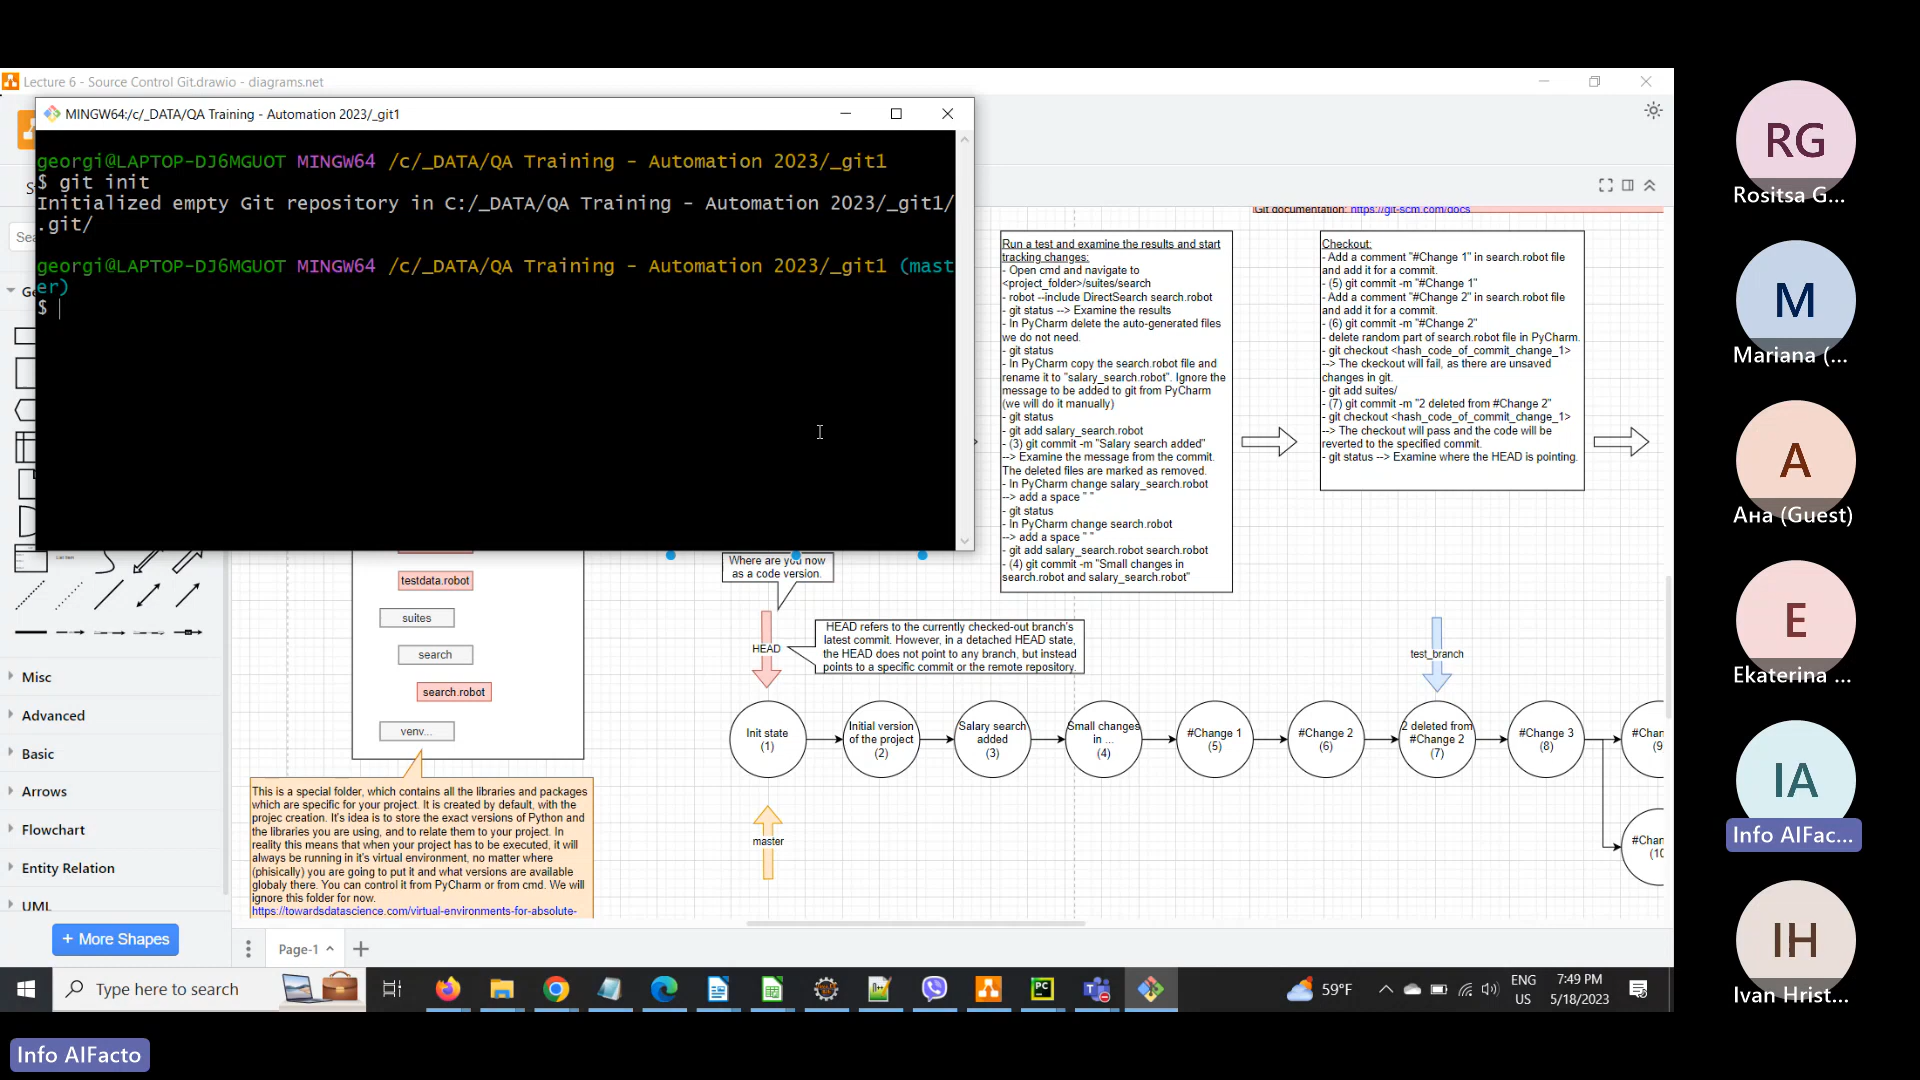 Lecture 6 - Source Control Git.drawio - diagrams.net
MINGW64:/c/_DATA/QA Training - Automation 2023/_git1
georgi@LAPTOP-DJ6MGUOT MINGW64 /c/_DATA/QA Training - Automation 2023/_git1
$ git init
Initialized empty Git repository in C:/_DATA/QA Training - Automation 2023/_git1/
.git/
georgi@LAPTOP-DJ6MGUOT MINGW64 /c/_DATA/QA Training - Automation 2023/_git1 (mast
er)
$
Git documentation: https://git-scm.com/docs
Run a test and examine the results and start
tracking changes:
- Open cmd and navigate to
<project_folder>/suites/search
- robot --include DirectSearch search.robot
- git status --> Examine the results
- In PyCharm delete the auto-generated files
we do not need.
- git status
- In PyCharm copy the search.robot file and
rename it to "salary_search.robot". Ignore the
message to be added to git from PyCharm
(we will do it manually)
- git status
- git add salary_search.robot
- (3) git commit -m "Salary search added"
--> Examine the message from the commit.
The deleted files are marked as removed.
- In PyCharm change salary_search.robot
--> add a space " "
- git status
- In PyCharm change search.robot
--> add a space " "
- git add salary_search.robot search.robot
- (4) git commit -m "Small changes in
search.robot and salary_search.robot"
Checkout:
- Add a comment "#Change 1" in search.robot file
and add it for a commit.
- (5) git commit -m "#Change 1"
- Add a comment "#Change 2" in search.robot file
and add it for a commit.
- (6) git commit -m "#Change 2"
- delete random part of search.robot file in PyCharm.
- git checkout <hash_code_of_commit_change_1>
--> The ckeckout will fail, as there are unsaved
changes in git.
- git add suites/
- (7) git commit -m "2 deleted from #Change 2"
- git checkout <hash_code_of_commit_change_1>
--> The checkout will pass and the code will be
reverted to the specified commit.
- git status --> Examine where the HEAD is pointing.
Misc
Advanced
Basic
Arrows
Flowchart
Entity Relation
UML
+ More Shapes
testdata.robot
suites
search
search.robot
venv...
This is a special folder, which contains all the libraries and packages
which are specific for your project. It is created by default, with the
projec creation. It's idea is to store the exact versions of Python and
the libraries you are using, and to relate them to your project. In
reality this means that when your project has to be executed, it will
always be running in it's virtual environment, no matter where
(phisically) you are going to put it and what versions are available
globaly there. You can control it from PyCharm or from cmd. We will
ignore this folder for now.
https://towardsdatascience.com/virtual-environments-for-absolute-
Where are you now
as a code version.
HEAD
HEAD refers to the currently checked-out branch's
latest commit. However, in a detached HEAD state,
the HEAD does not point to any branch, but instead
points to a specific commit or the remote repository.
test_branch
Init state
(1)
Initial version
of the project
(2)
Salary search
added
(3)
Small changes
in ...
(4)
#Change 1
(5)
#Change 2
(6)
2 deleted from
#Change 2
(7)
#Change 3
(8)
#Chan
(9
#Chan
(10
master
Page-1
Type here to search
PC
59°F
ENG
US
7:49 PM
5/18/2023
RG
Rositsa G...
M
Mariana (...
A
Ана (Guest)
E
Ekaterina ...
IA
Info AIFac...
IH
Ivan Hrist...
Info AIFacto